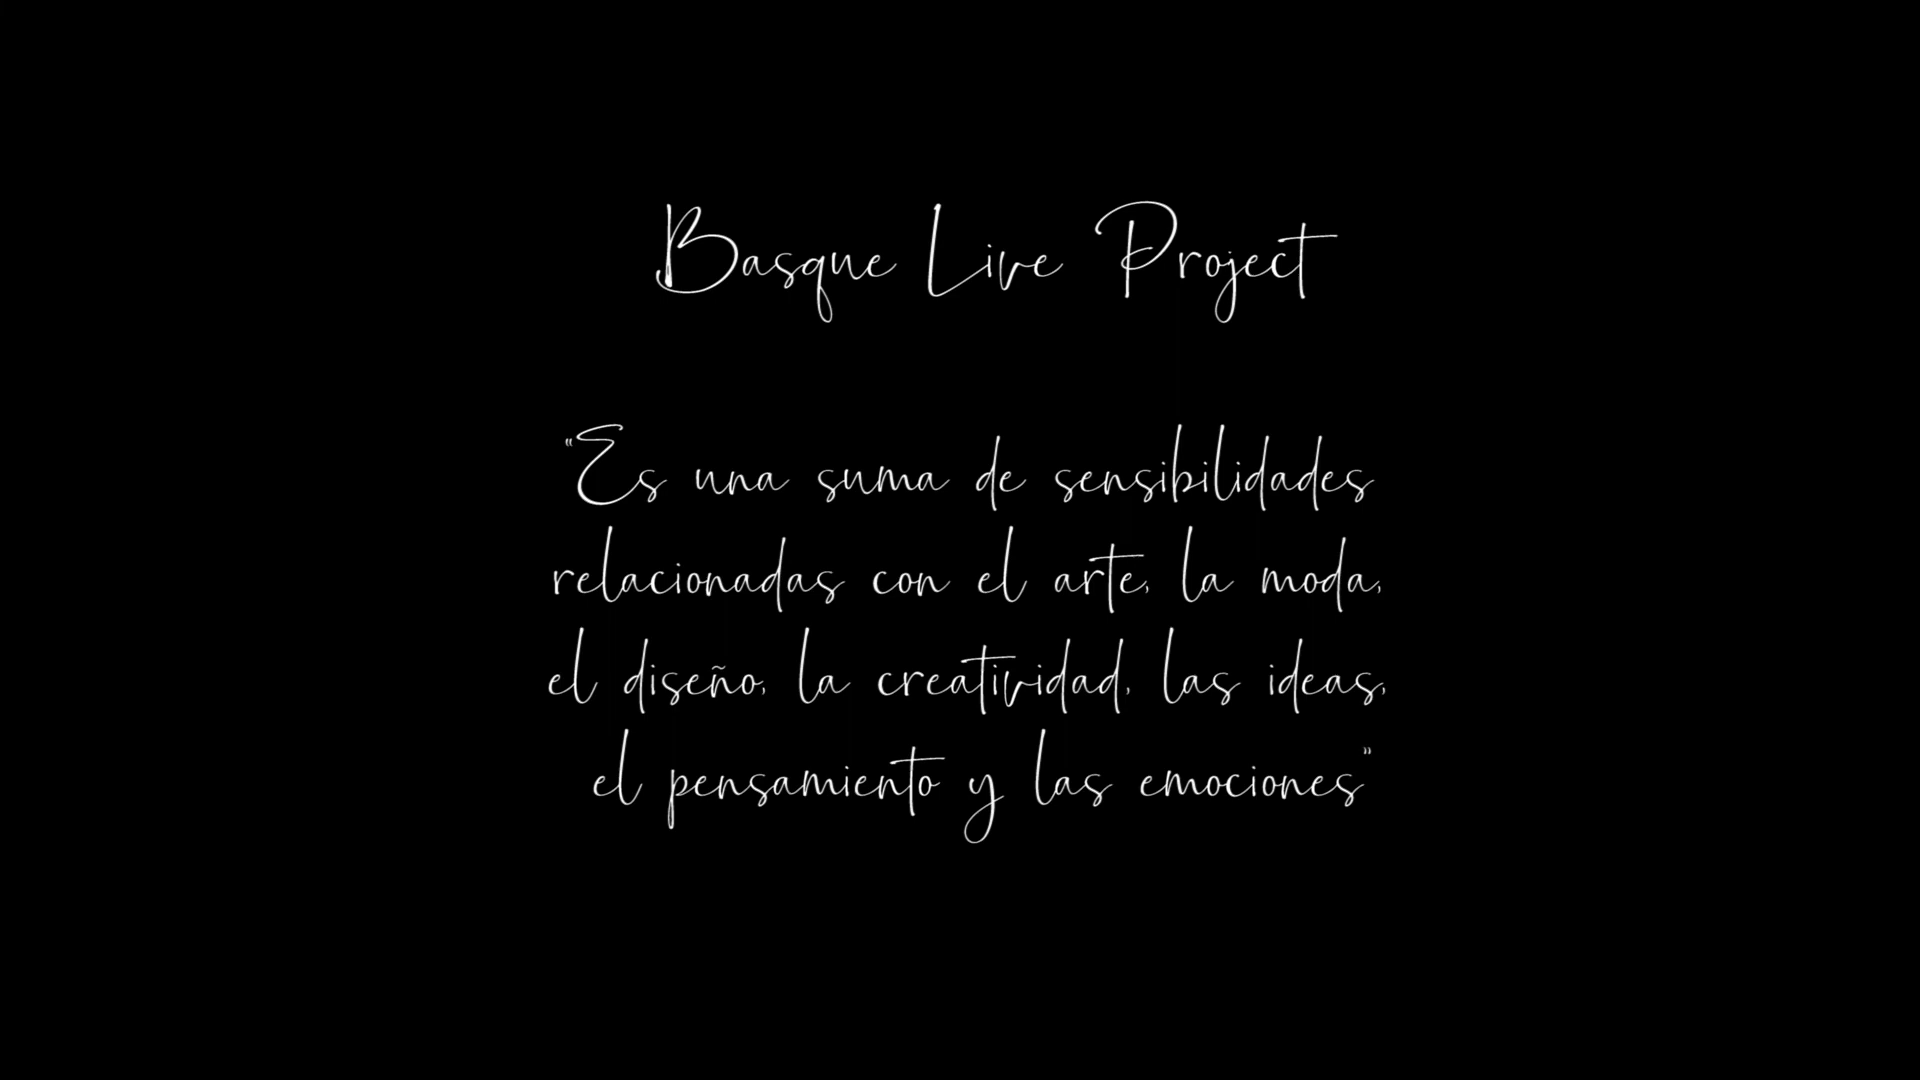 Basque Live Project
"Es una suma de sensibilidades
relacionadas con el arte, la moda,
el diseño, la creatividad, las ideas,
el pensamiento y las emociones"